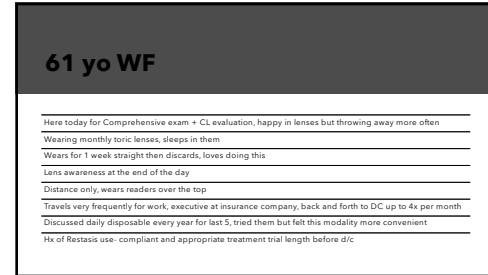 61 yo WF
Here today for Comprehensive exam + CL evaluation, happy in lenses but throwing away more often
Wearing monthly toric lenses, sleeps in them
Wears for 1 week straight then discards, loves doing this
Lens awareness at the end of the day
Distance only, wears readers over the top
Travels very frequently for work, executive at insurance company, back and forth to DC up to 4x per month
Discussed daily disposable every year for last 5, tried them but felt this modality more convenient
Hx of Restasis use- compliant and appropriate treatment trial length before d/c